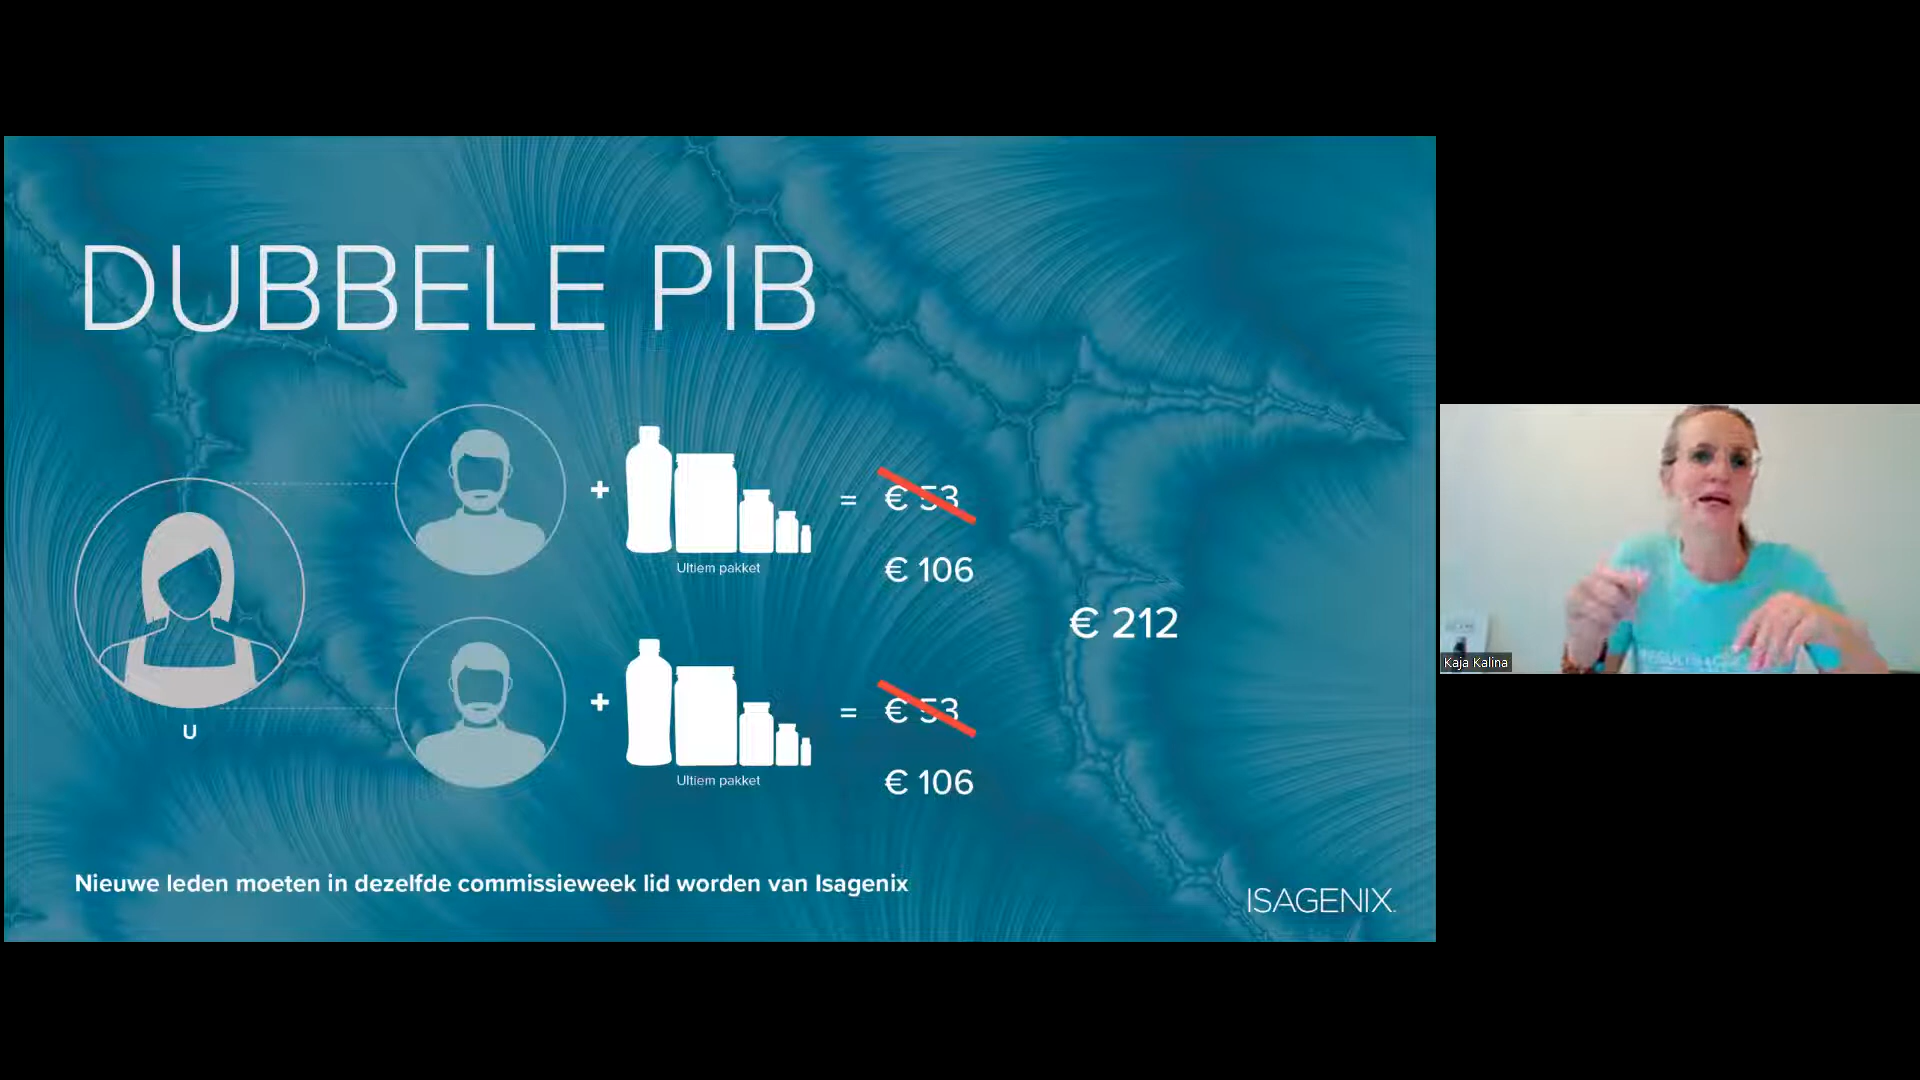 DUBBELE PIB
+
Ultiem pakket
= € 53
€ 106
+
Ultiem pakket
= € 53
€ 106
€ 212
U
Nieuwe leden moeten in dezelfde commissieweek lid worden van Isagenix
ISAGENIX.
Kaja Kalina